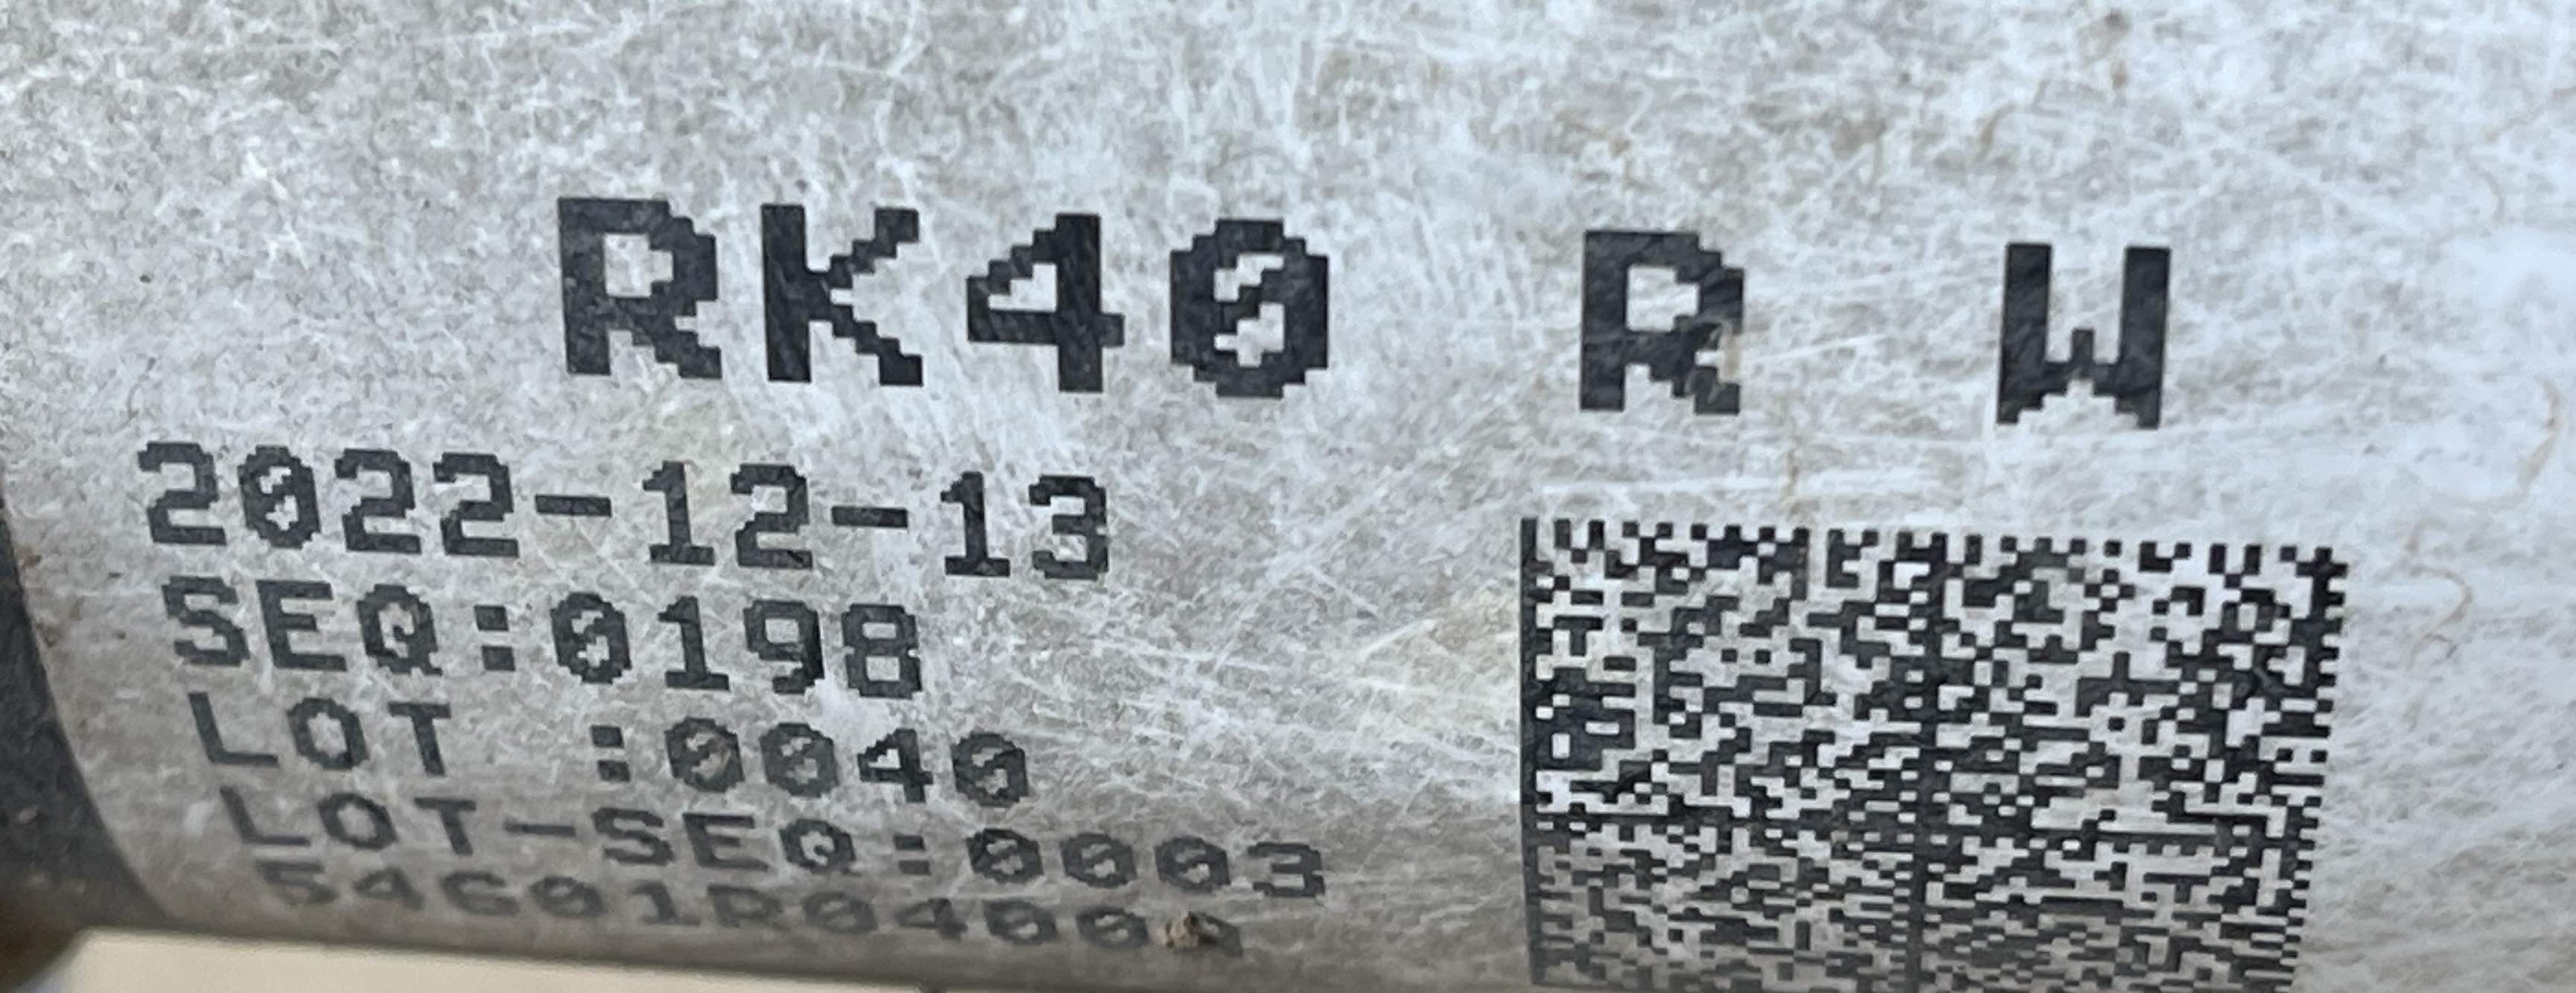 RK40 R W
2022-12-13
SEQ:0198
LOT :0040
LOT-SEQ:0003